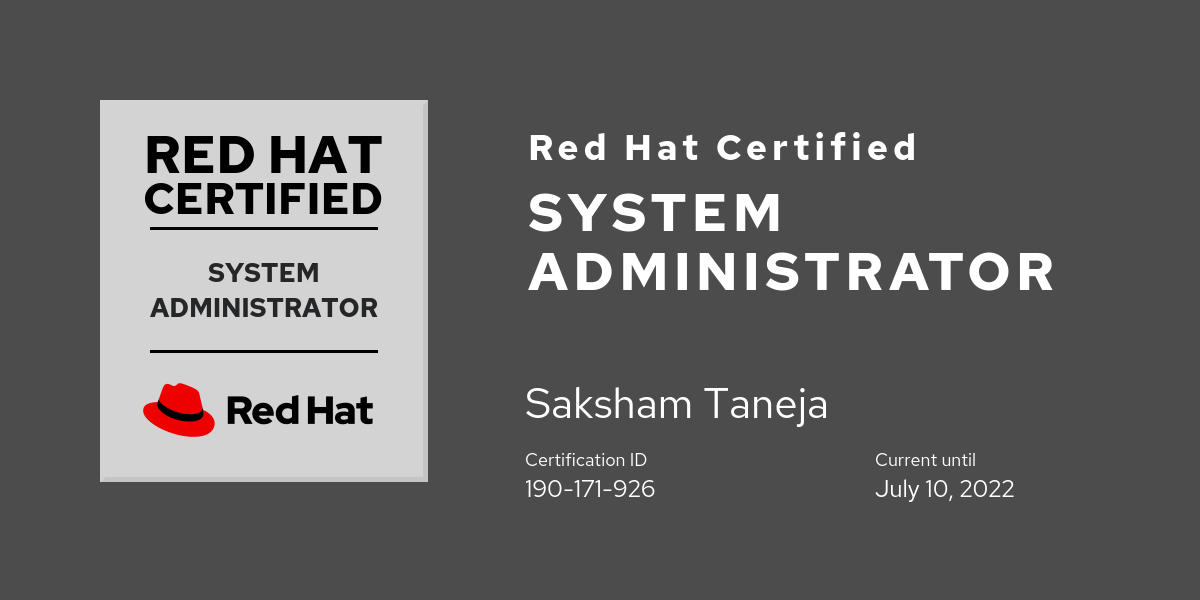 RED HAT
CERTIFIED
SYSTEM
ADMINISTRATOR
Red Hat
Red Hat Certified
SYSTEM
ADMINISTRATOR
Saksham Taneja
Certification ID
190-171-926
Current until
July 10, 2022